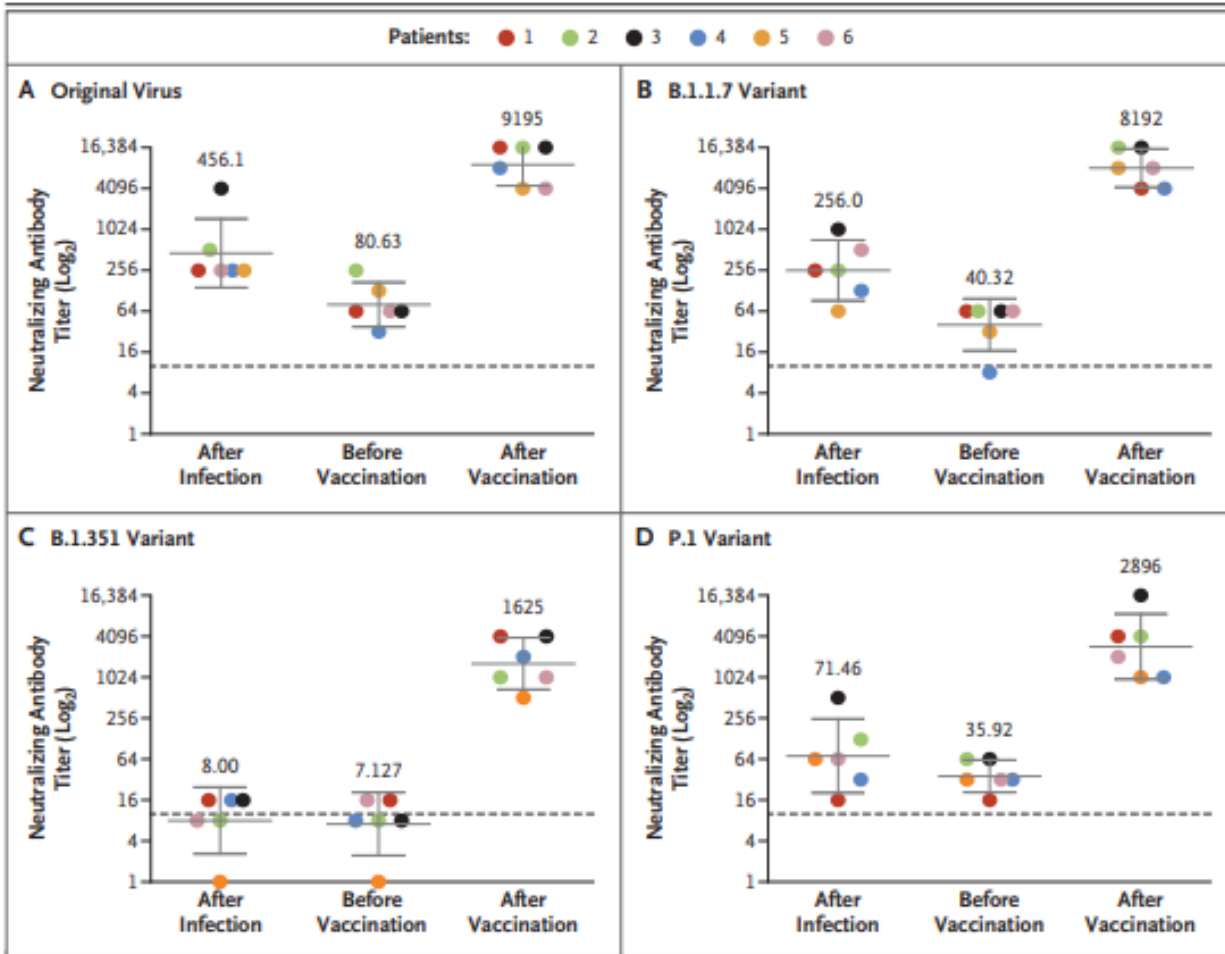 Patients: 1 2 3 4 5 6
A Original Virus
Neutralizing Antibody
Titer (Log₂)
16,384
4096
1024
256
64
16
4
1
456.1
80.63
9195
After
Infection
Before
Vaccination
After
Vaccination
B B.1.1.7 Variant
Neutralizing Antibody
Titer (Log₂)
16,384
4096
1024
256
64
16
4
1
256.0
40.32
8192
After
Infection
Before
Vaccination
After
Vaccination
C B.1.351 Variant
Neutralizing Antibody
Titer (Log₂)
16,384
4096
1024
256
64
16
4
1
8.00
7.127
1625
After
Infection
Before
Vaccination
After
Vaccination
D P.1 Variant
Neutralizing Antibody
Titer (Log₂)
16,384
4096
1024
256
64
16
4
1
71.46
35.92
2896
After
Infection
Before
Vaccination
After
Vaccination